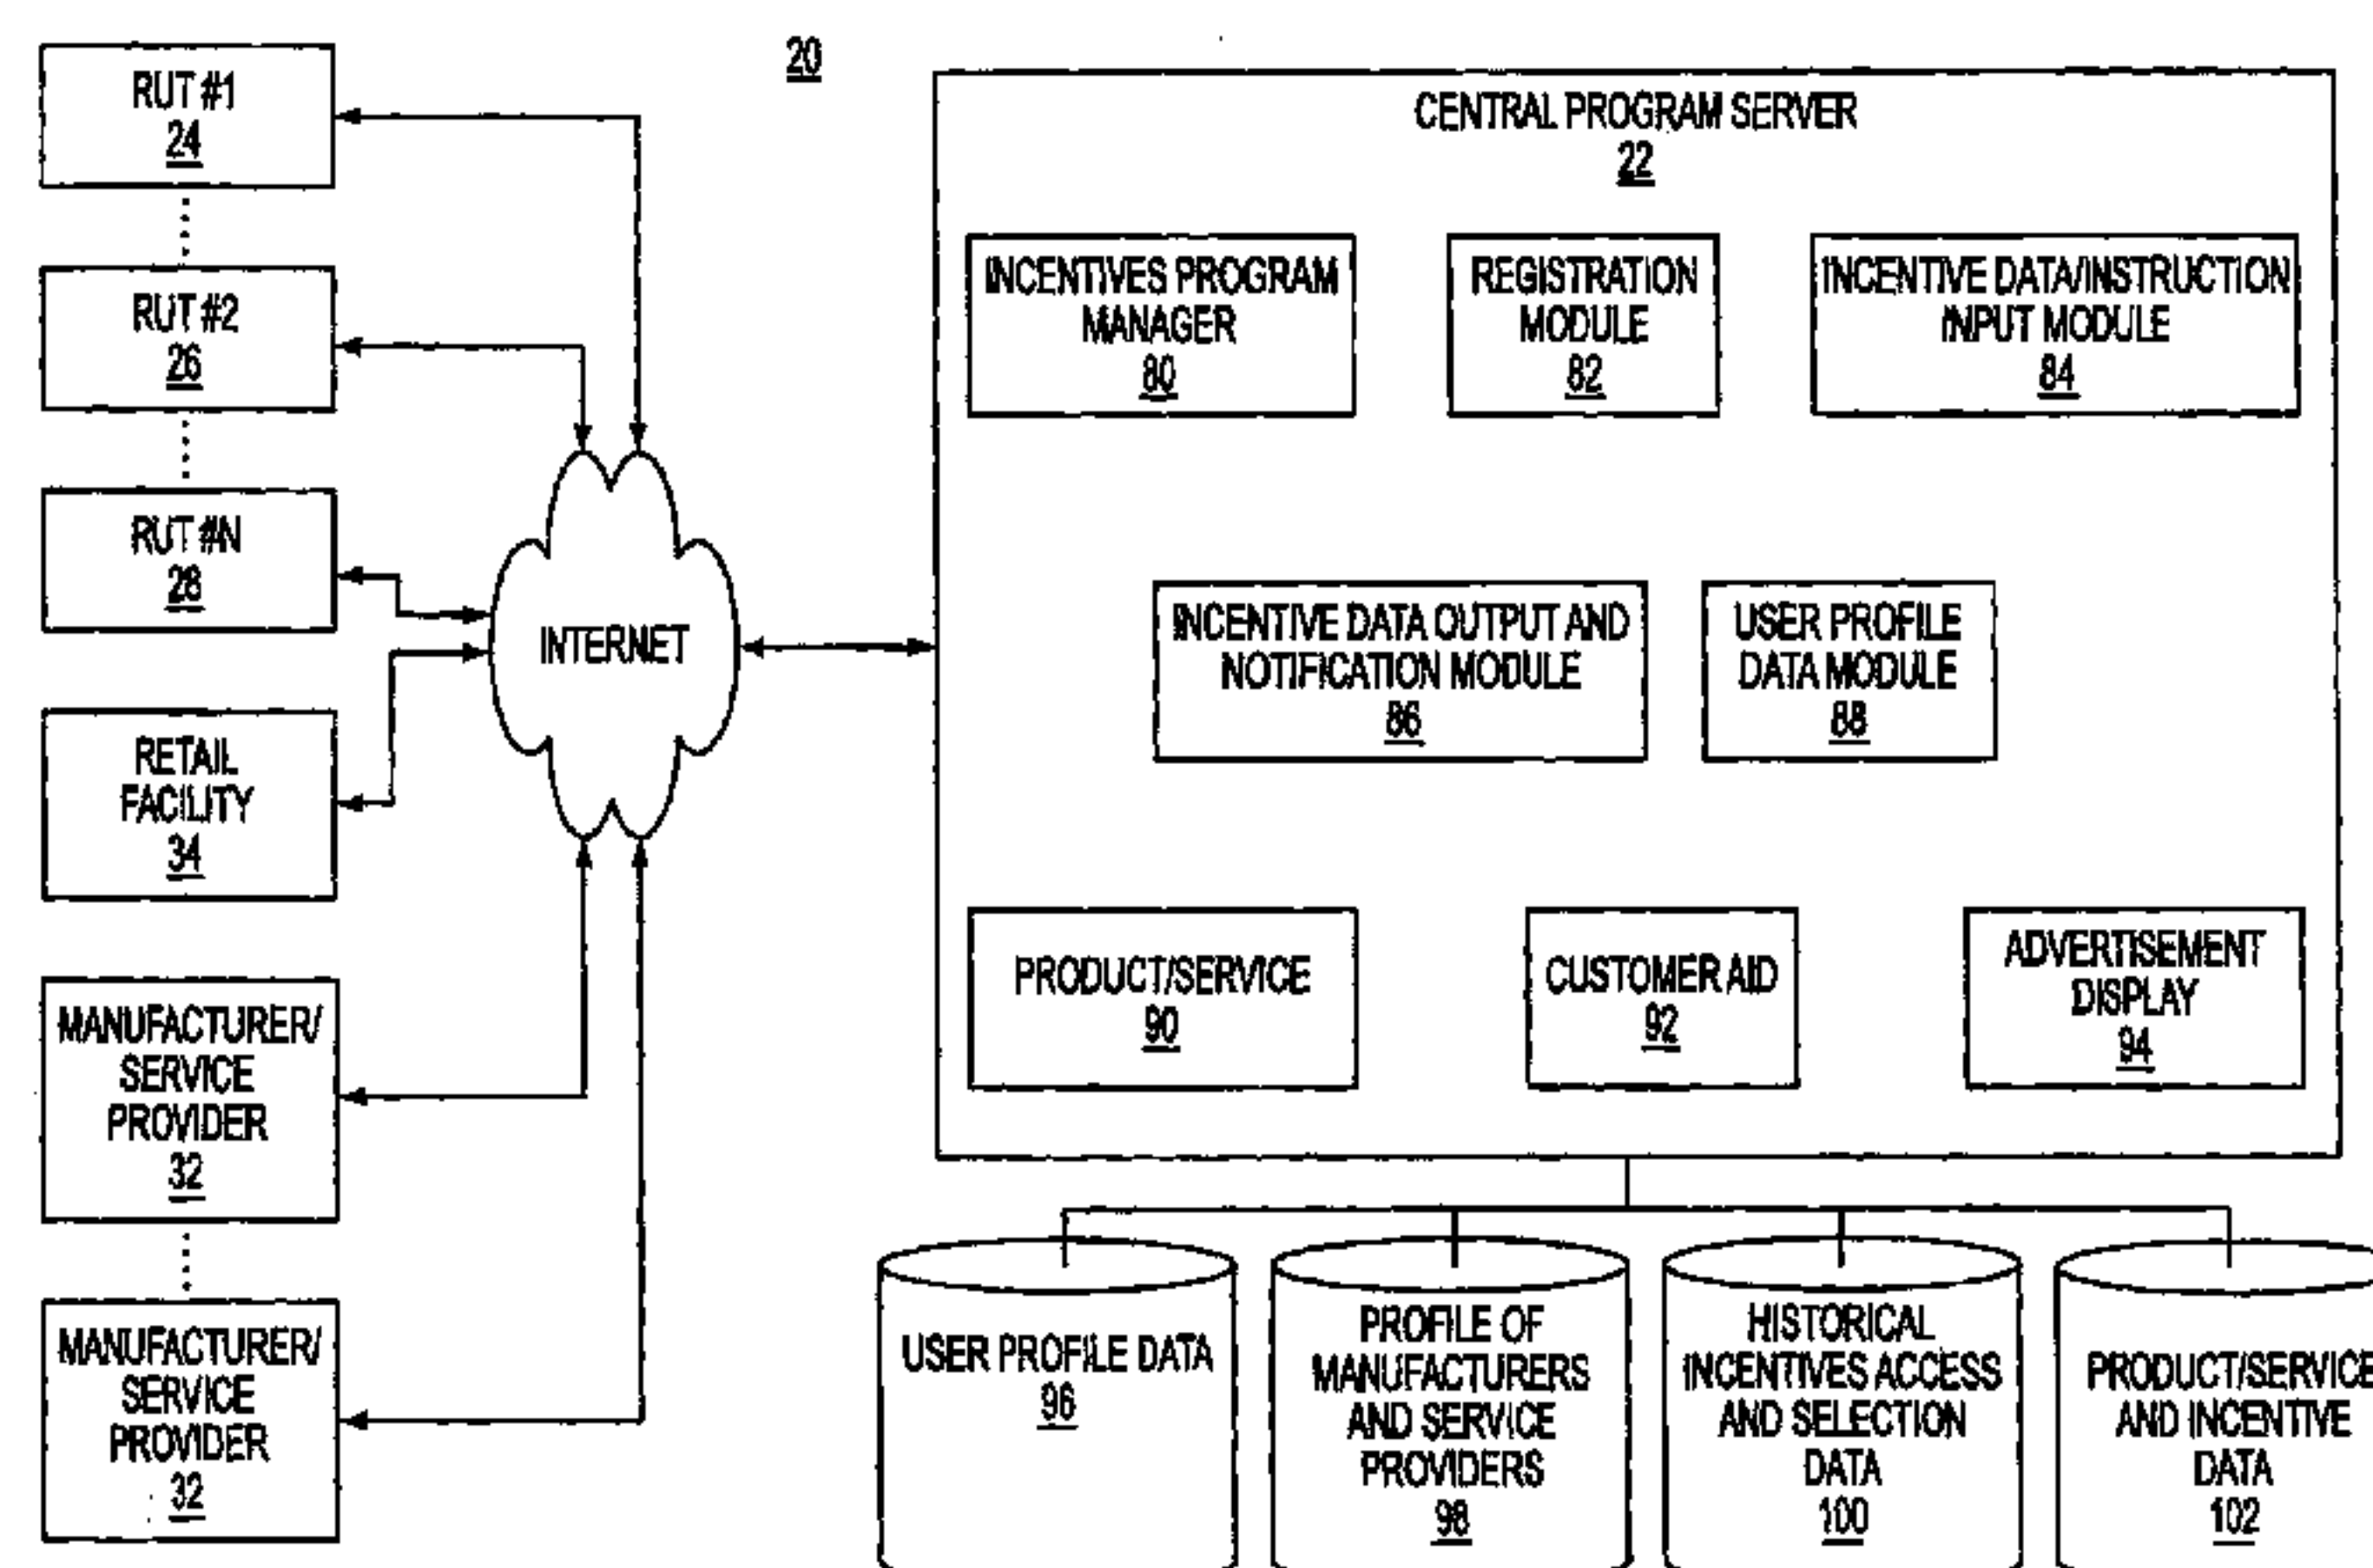 20
RUT #1
24
RUT #2
26
RUT #N
28
RETAIL
FACILITY
34
MANUFACTURER/
SERVICE
PROVIDER
32
MANUFACTURER/
SERVICE
PROVIDER
32
INTERNET
CENTRAL PROGRAM SERVER
22
INCENTIVES PROGRAM
MANAGER
80
REGISTRATION
MODULE
82
INCENTIVE DATA/INSTRUCTION
INPUT MODULE
84
INCENTIVE DATA OUTPUT AND
NOTIFICATION MODULE
86
USER PROFILE
DATA MODULE
88
PRODUCT/SERVICE
90
CUSTOMER AID
92
ADVERTISEMENT
DISPLAY
94
USER PROFILE DATA
96
PROFILE OF
MANUFACTURERS
AND SERVICE
PROVIDERS
98
HISTORICAL
INCENTIVES ACCESS
AND SELECTION
DATA
100
PRODUCT/SERVICE
AND INCENTIVE
DATA
102